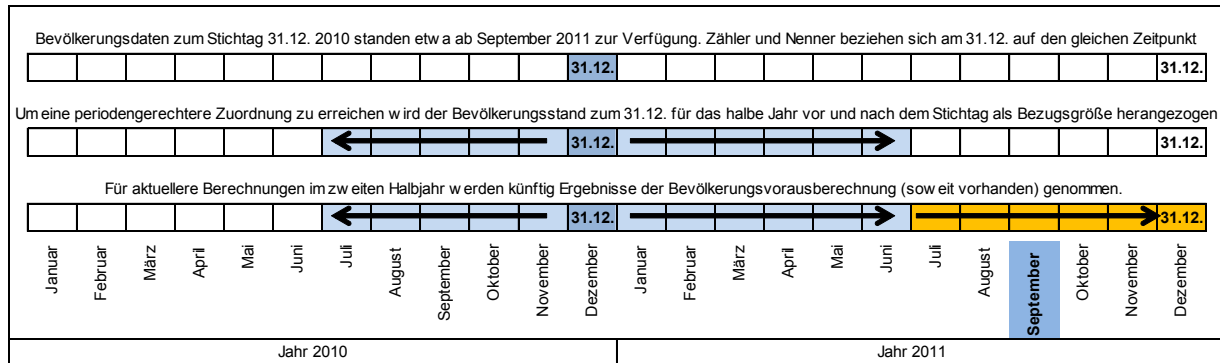 Bevölkerungsdaten zum Stichtag 31.12. 2010 standen etwa ab September 2011 zur Verfügung. Zähler und Nenner beziehen sich am 31.12. auf den gleichen Zeitpunkt
31.12. 31.12.
Um eine periodengerechtere Zuordnung zu erreichen wird der Bevölkerungsstand zum 31.12. für das halbe Jahr vor und nach dem Stichtag als Bezugsgröße herangezogen
31.12. 31.12.
Für aktuellere Berechnungen im zweiten Halbjahr werden künftig Ergebnisse der Bevölkerungsvorausberechnung (soweit vorhanden) genommen.
31.12. 31.12.
Januar Februar März April Mai Juni Juli August September Oktober November Dezember Januar Februar März April Mai Juni Juli August September Oktober November Dezember
Jahr 2010 Jahr 2011